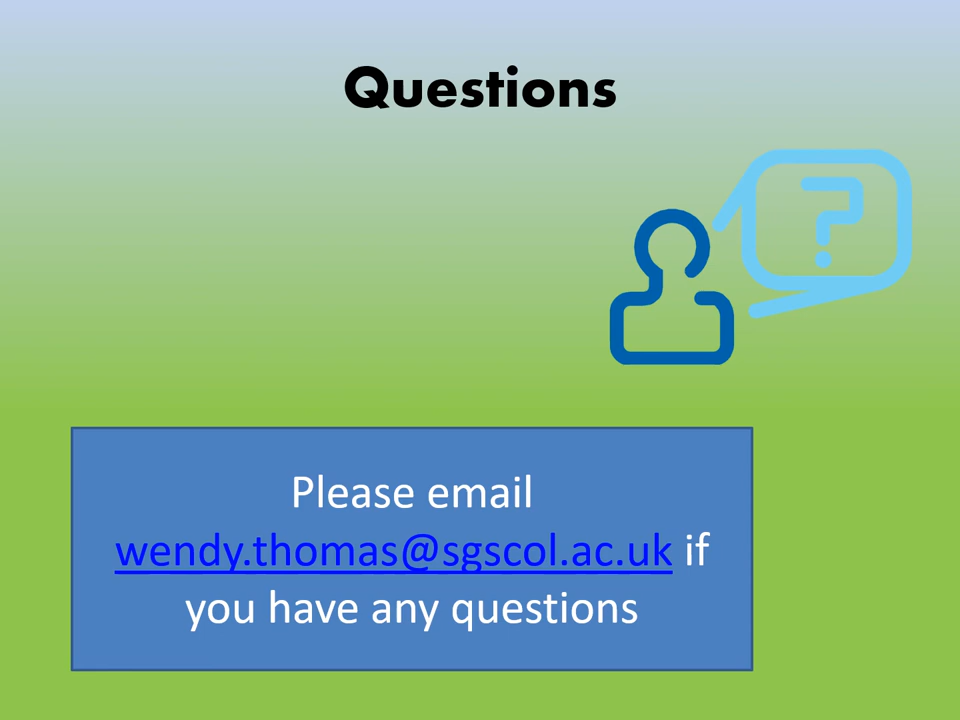 Questions
?
Please email
wendy.thomas@sgscol.ac.uk if
you have any questions